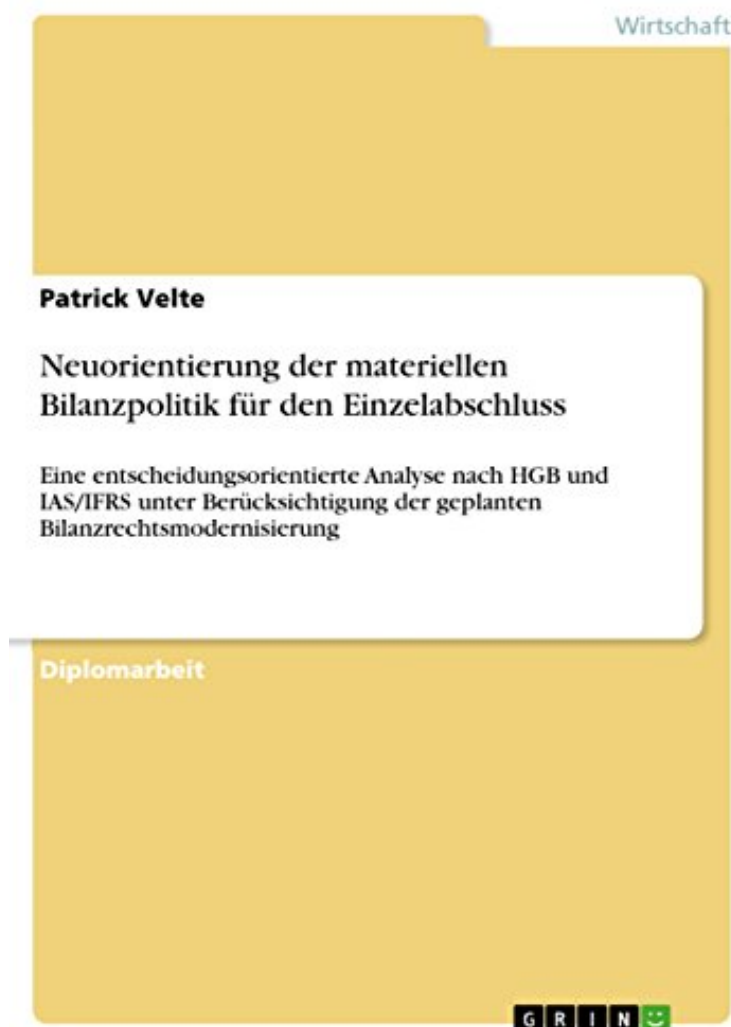 Wirtschaft
Patrick Velte
Neuorientierung der materiellen
Bilanzpolitik für den Einzelabschluss
Eine entscheidungsorientierte Analyse nach HGB und
IAS/IFRS unter Berücksichtigung der geplanten
Bilanzrechtsmodernisierung
Diplomarbeit
GRIN